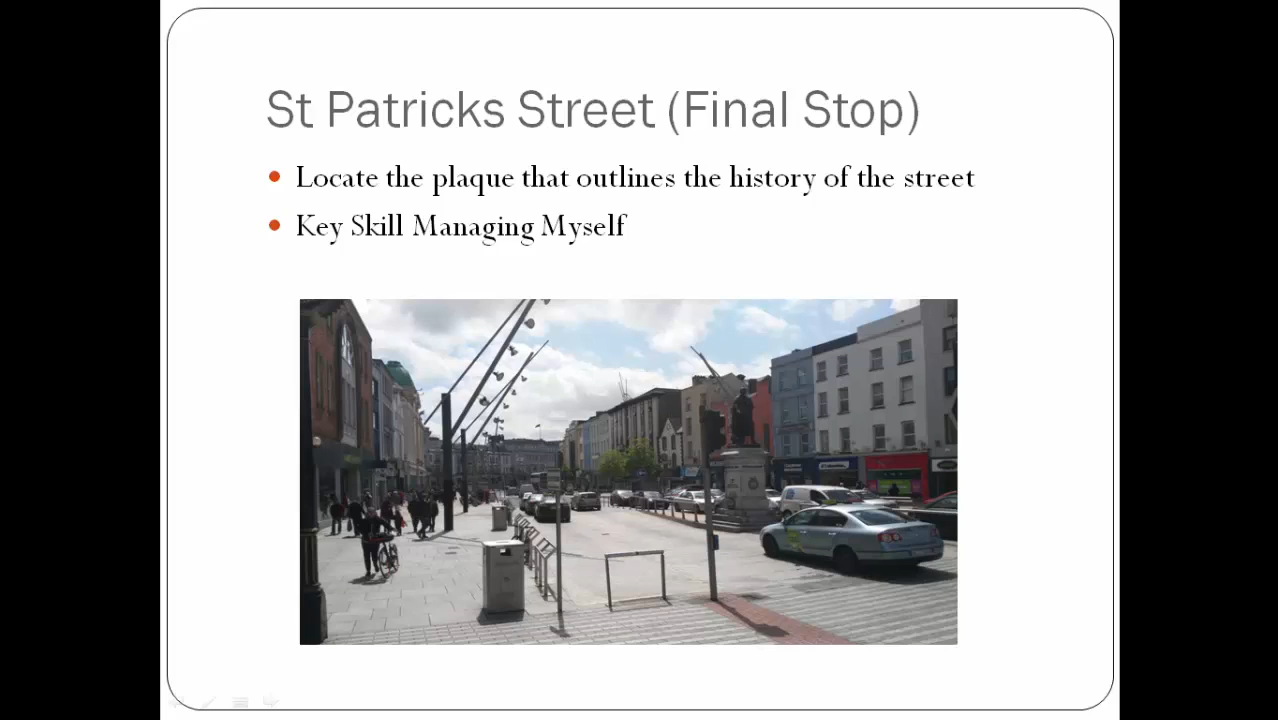 St Patricks Street (Final Stop)
Locate the plaque that outlines the history of the street
Key Skill Managing Myself